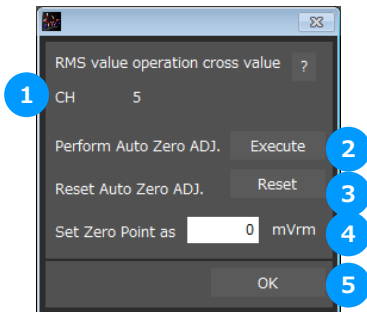 RMS value operation cross value ?
1 CH 5
Perform Auto Zero ADJ. Execute 2
Reset Auto Zero ADJ. Reset 3
Set Zero Point as 0 mVrm 4
OK 5